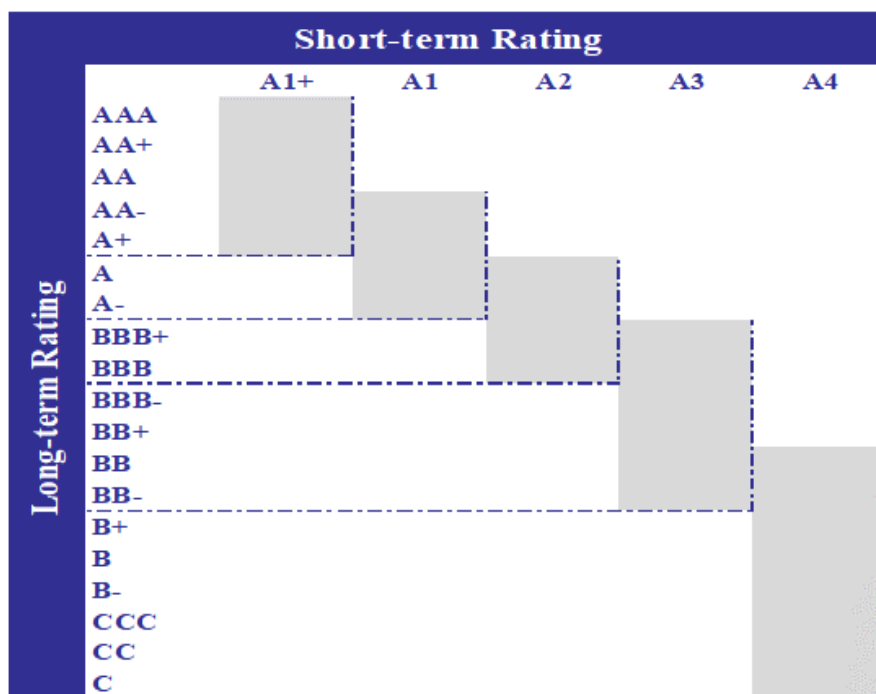 Short-term Rating
Long-term Rating
A1+ A1 A2 A3 A4
AAA
AA+
AA
AA-
A+
A
A-
BBB+
BBB
BBB-
BB+
BB
BB-
B+
B
B-
CCC
CC
C